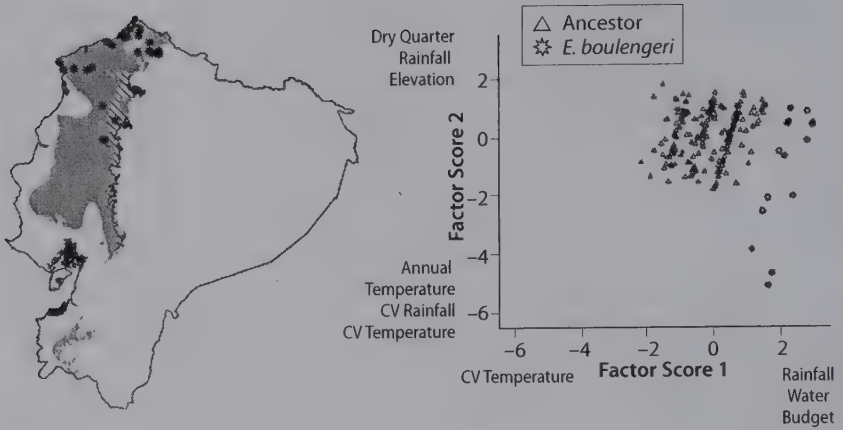 Dry Quarter
Rainfall
Elevation
△ Ancestor
E. boulengeri
Factor Score 2
2
0
−2
−4
−6
Annual
Temperature
CV Rainfall
CV Temperature
−6
−4
−2
0
2
CV Temperature
Factor Score 1
Rainfall
Water
Budget